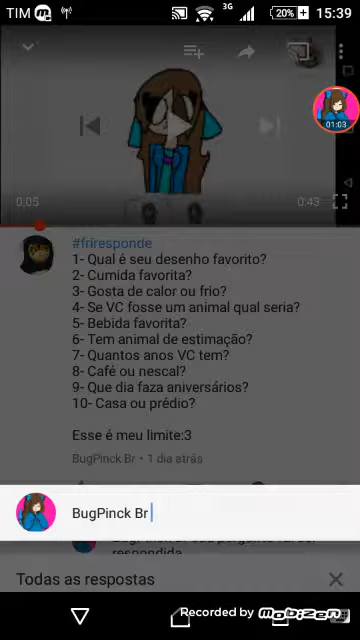 TIM
3G
20%
15:39
01:03
0:05
0:43
#friresponde
1- Qual é seu desenho favorito?
2- Cumida favorita?
3- Gosta de calor ou frio?
4- Se VC fosse um animal qual seria?
5- Bebida favorita?
6- Tem animal de estimação?
7- Quantos anos VC tem?
8- Café ou nescal?
9- Que dia faza aniversários?
10- Casa ou prédio?
Esse é meu limite:3
BugPinck Br • 1 dia atrás
BugPinck Br
respondida
Todas as respostas
Recorded by mobizen